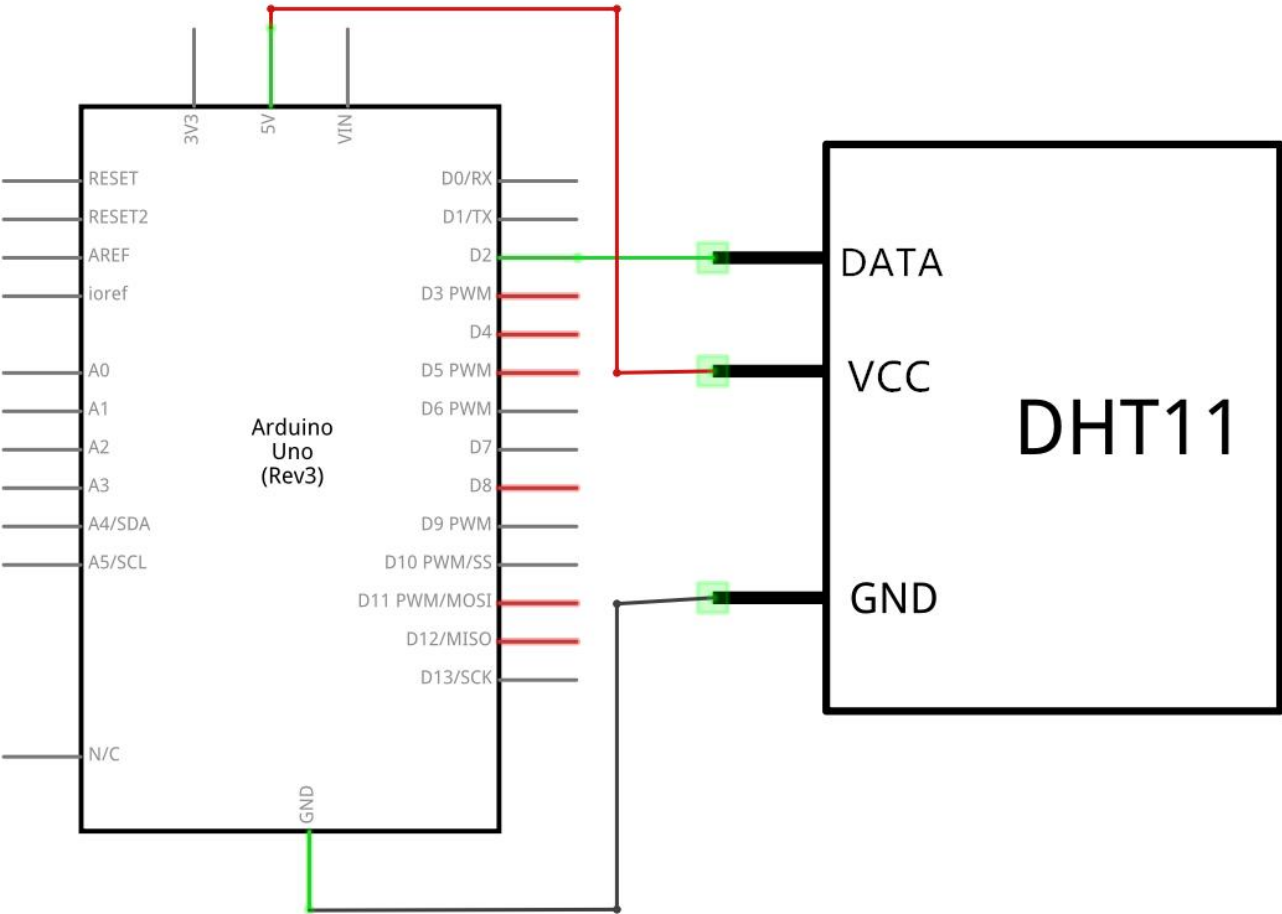 3V3
5V
VIN
RESET
RESET2
AREF
ioref
A0
A1
A2
A3
A4/SDA
A5/SCL
N/C
Arduino
Uno
(Rev3)
D0/RX
D1/TX
D2
D3 PWM
D4
D5 PWM
D6 PWM
D7
D8
D9 PWM
D10 PWM/SS
D11 PWM/MOSI
D12/MISO
D13/SCK
GND
DATA
VCC
DHT11
GND